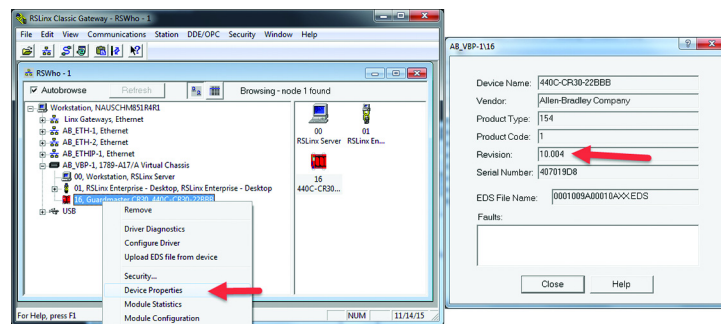 RSLinx Classic Gateway - RSWho - 1
File Edit View Communications Station DDE/OPC Security Window Help
RSWho - 1
Autobrowse Refresh Browsing - node 1 found
Workstation, NAUSCHM851R4R1
Linx Gateways, Ethernet
AB_ETH-1, Ethernet
AB_ETH-2, Ethernet
AB_ETHIP-1, Ethernet
AB_VBP-1, 1789-A17/A Virtual Chassis
00, Workstation, RSLinx Server
01, RSLinx Enterprise - Desktop, RSLinx Enterprise - Desktop
16, Guardmaster CR30, 440C-CR30-22BBB
USB
00
RSLinx Server
01
RSLinx En...
16
440C-CR30...
Remove
Driver Diagnostics
Configure Driver
Upload EDS file from device
Security...
Device Properties
Module Statistics
Module Configuration
For Help, press F1
NUM 11/14/15
AB_VBP-1\16
Device Name: 440C-CR30-22BBB
Vendor: Allen-Bradley Company
Product Type: 154
Product Code: 1
Revision: 10.004
Serial Number: 407019D8
EDS File Name: 0001009A00010AXX.EDS
Faults:
Close Help